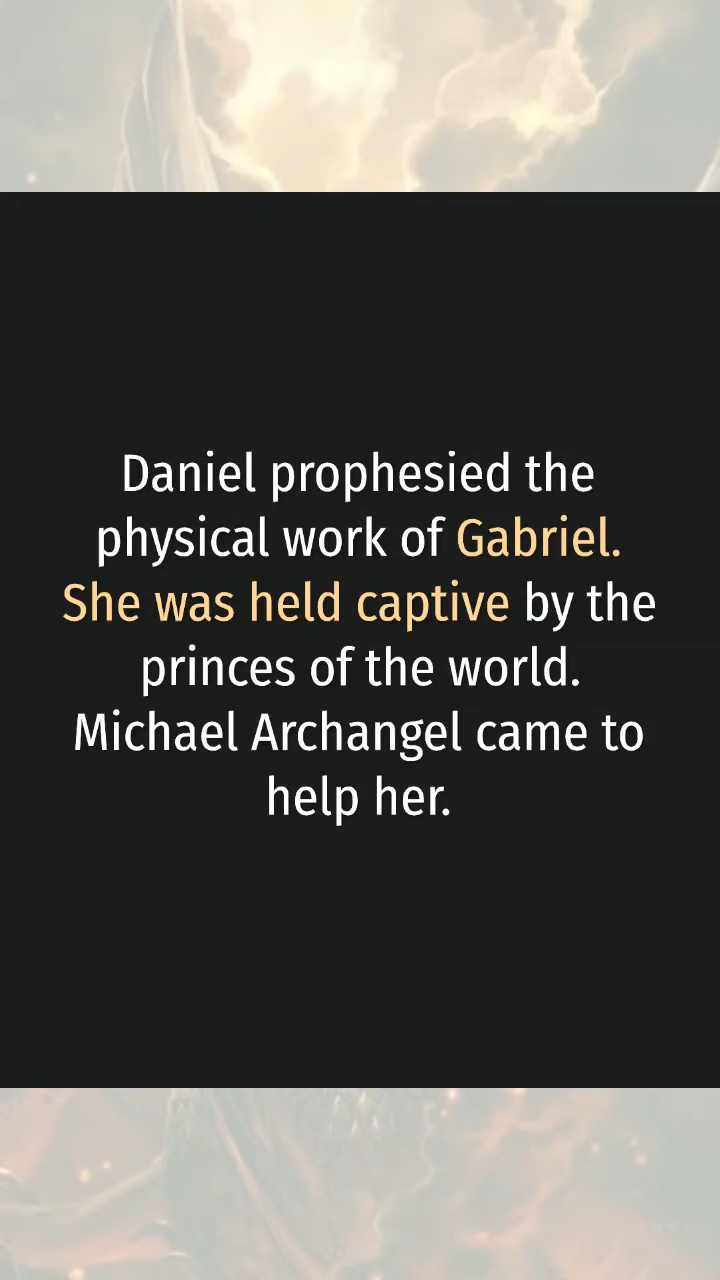 Daniel prophesied the
physical work of Gabriel.
She was held captive by the
princes of the world.
Michael Archangel came to
help her.